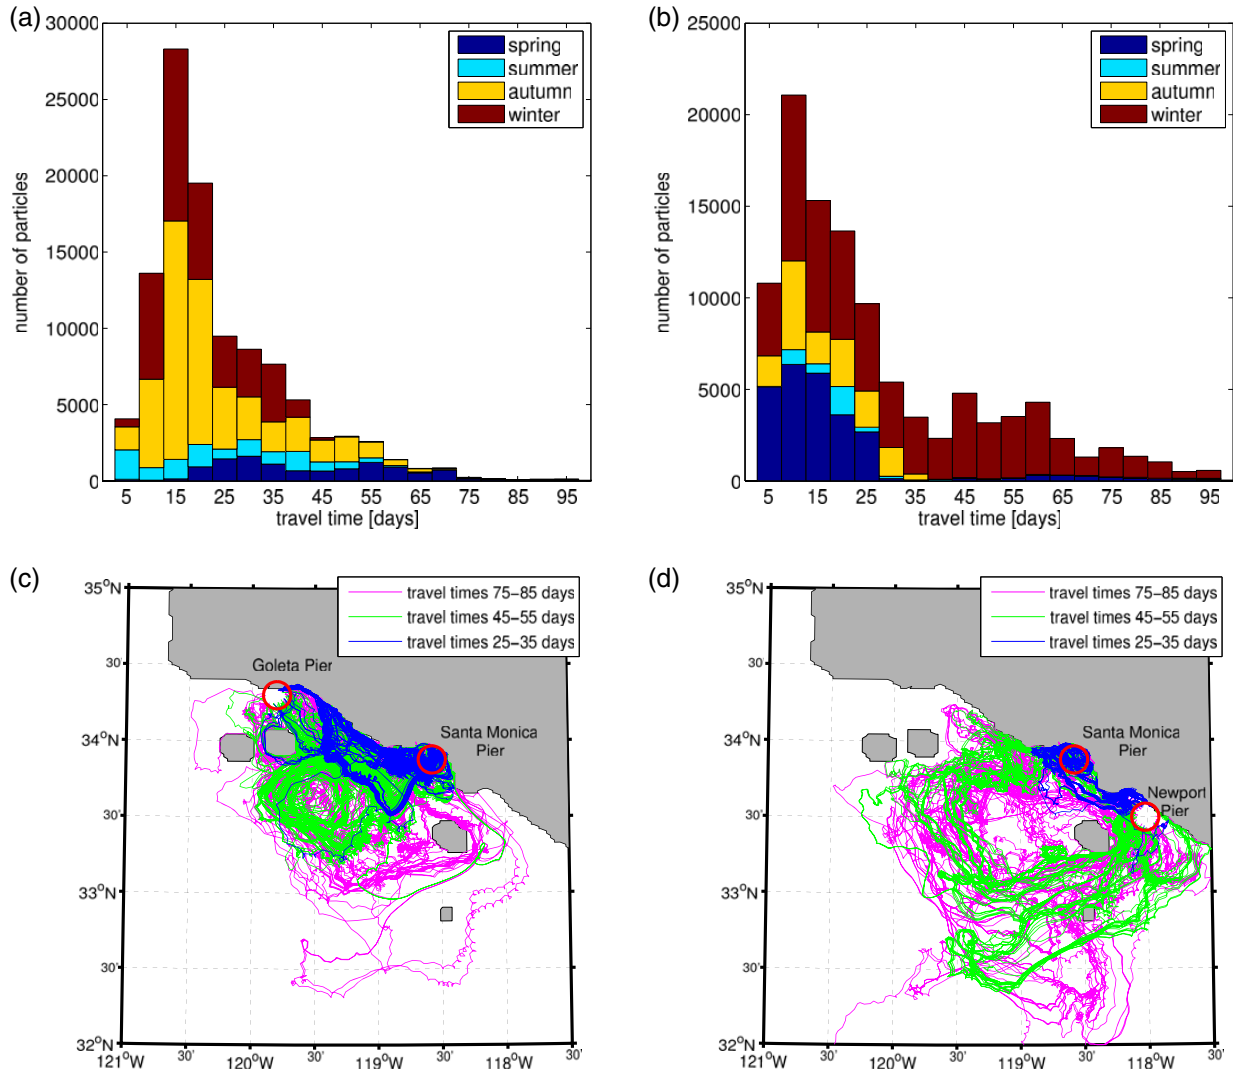 (a)
30000
25000
20000
15000
10000
5000
0
number of particles
spring
summer
autumn
winter
5 15 25 35 45 55 65 75 85 95
travel time [days]
(b)
25000
20000
15000
10000
5000
0
number of particles
spring
summer
autumn
winter
5 15 25 35 45 55 65 75 85 95
travel time [days]
(c)
35°N
30'
34°N
30'
33°N
30'
32°N
travel times 75-85 days
travel times 45-55 days
travel times 25-35 days
Goleta Pier
Santa Monica
Pier
121°W 30' 120°W 30' 119°W 30' 118°W 30'
(d)
35°N
30'
34°N
30'
33°N
30'
32°N
travel times 75-85 days
travel times 45-55 days
travel times 25-35 days
Santa Monica
Pier
Newport
Pier
121°W 30' 120°W 30' 119°W 30' 118°W 30'